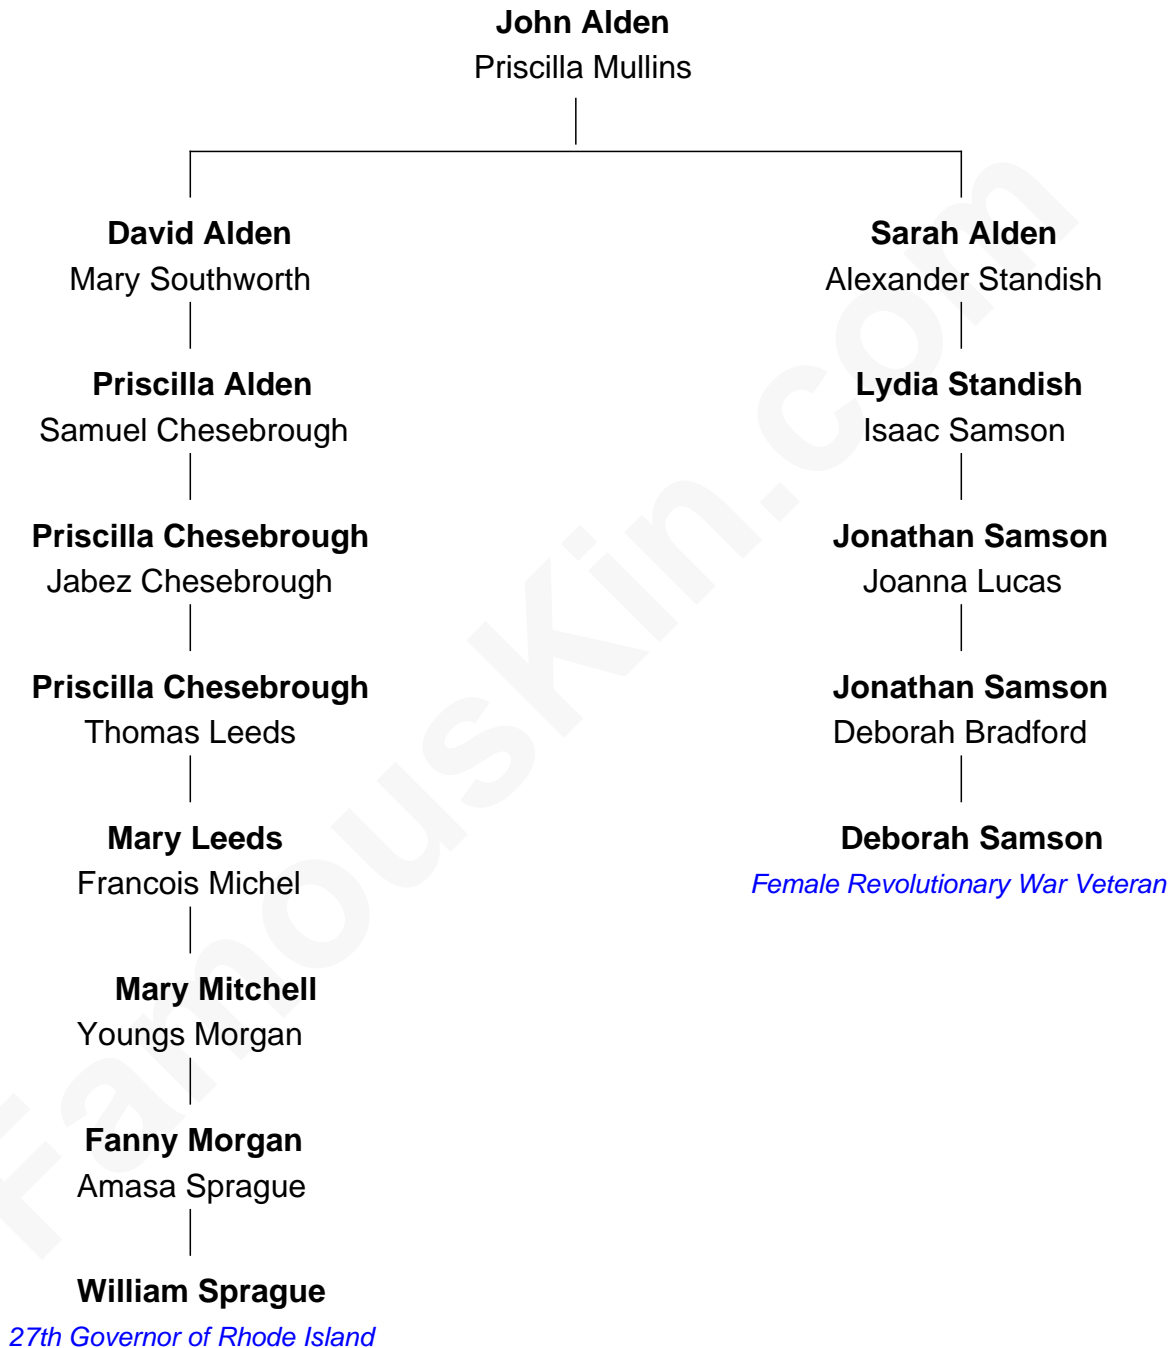 John Alden
Priscilla Mullins
David Alden
Mary Southworth
Priscilla Alden
Samuel Chesebrough
Priscilla Chesebrough
Jabez Chesebrough
Priscilla Chesebrough
Thomas Leeds
Mary Leeds
Francois Michel
Mary Mitchell
Youngs Morgan
Fanny Morgan
Amasa Sprague
William Sprague
27th Governor of Rhode Island
Sarah Alden
Alexander Standish
Lydia Standish
Isaac Samson
Jonathan Samson
Joanna Lucas
Jonathan Samson
Deborah Bradford
Deborah Samson
Female Revolutionary War Veteran
FamousKin.com